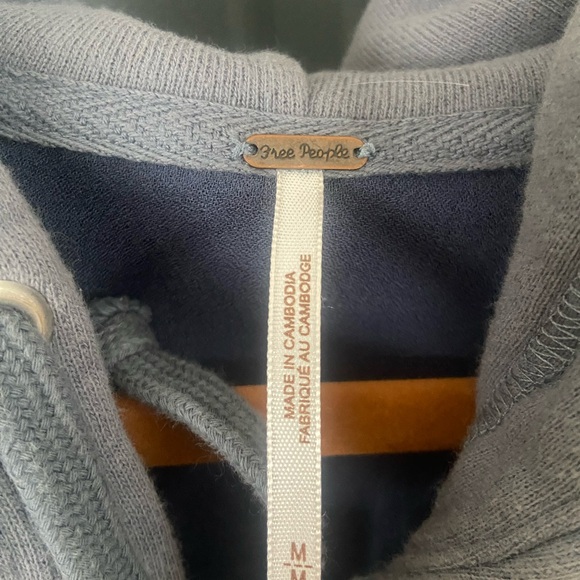 Free People
MADE IN CAMBODIA
FABRIQUÉ AU CAMBODGE
M
M